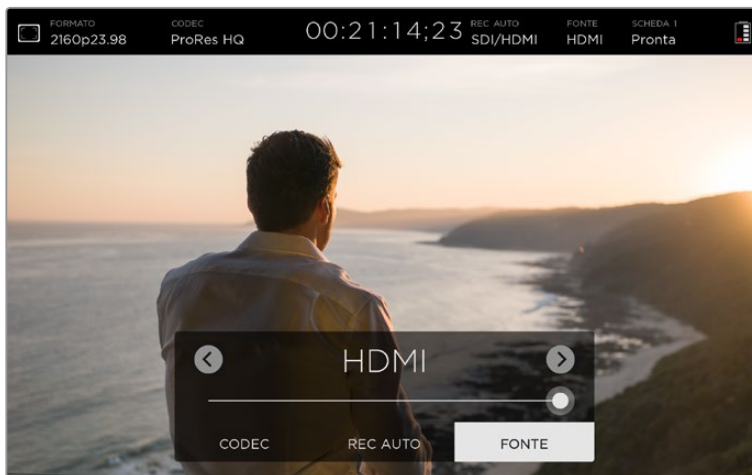 FORMATO
2160p23.98
CODEC
ProRes HQ
00:21:14;23
REC AUTO
SDI/HDMI
FONTE
HDMI
SCHEDA 1
Pronta
HDMI
CODEC
REC AUTO
FONTE